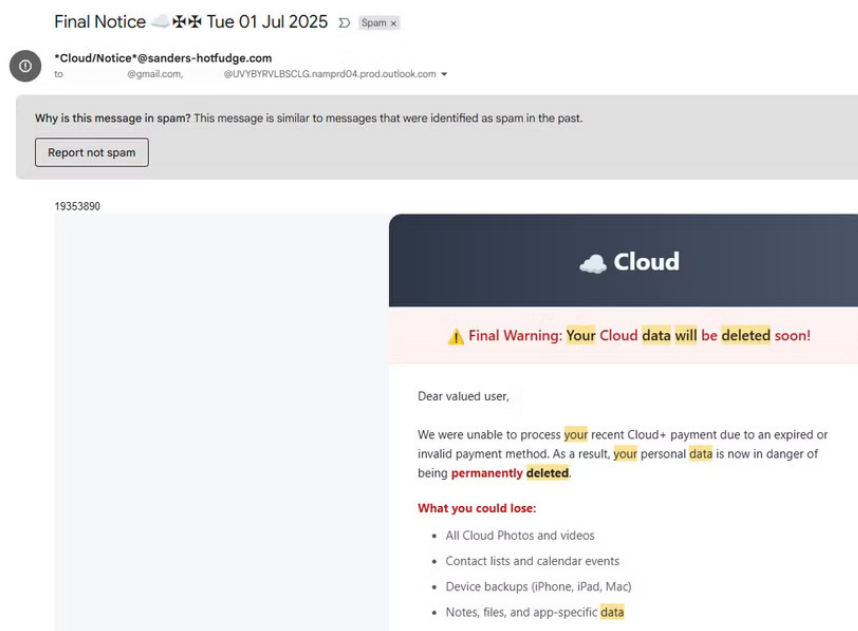 Final Notice ☁️✠✠ Tue 01 Jul 2025 Spam x
*Cloud/Notice*@sanders-hotfudge.com
to @gmail.com, @UVYBYRVLBSCLG.namprd04.prod.outlook.com
Why is this message in spam? This message is similar to messages that were identified as spam in the past.
Report not spam
19353890
☁️ Cloud
⚠️ Final Warning: Your Cloud data will be deleted soon!
Dear valued user,
We were unable to process your recent Cloud+ payment due to an expired or
invalid payment method. As a result, your personal data is now in danger of
being permanently deleted.
What you could lose:
• All Cloud Photos and videos
• Contact lists and calendar events
• Device backups (iPhone, iPad, Mac)
• Notes, files, and app-specific data